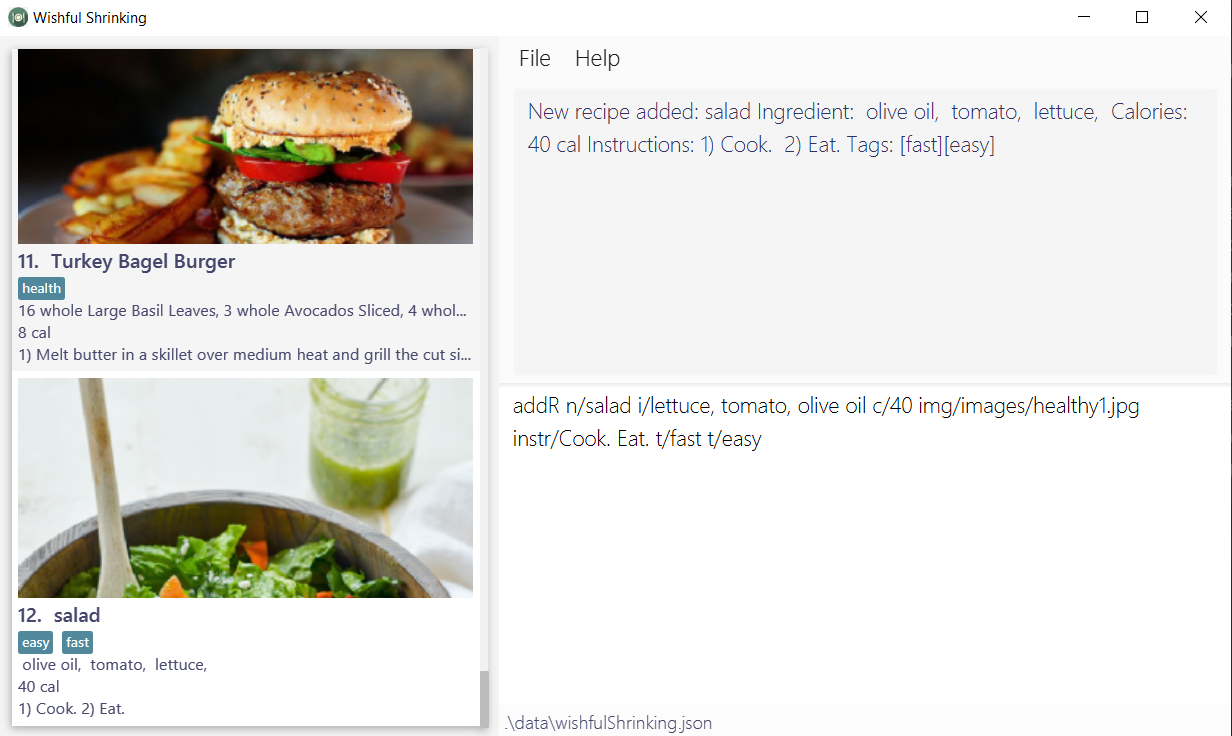 Wishful Shrinking
11. Turkey Bagel Burger
health
16 whole Large Basil Leaves, 3 whole Avocados Sliced, 4 whol...
8 cal
1) Melt butter in a skillet over medium heat and grill the cut si...
12. salad
easy fast
olive oil, tomato, lettuce,
40 cal
1) Cook. 2) Eat.
File Help
New recipe added: salad Ingredient: olive oil, tomato, lettuce, Calories:
40 cal Instructions: 1) Cook. 2) Eat. Tags: [fast][easy]
addR n/salad i/lettuce, tomato, olive oil c/40 img/images/healthy1.jpg
instr/Cook. Eat. t/fast t/easy
.\data\wishfulShrinking.json